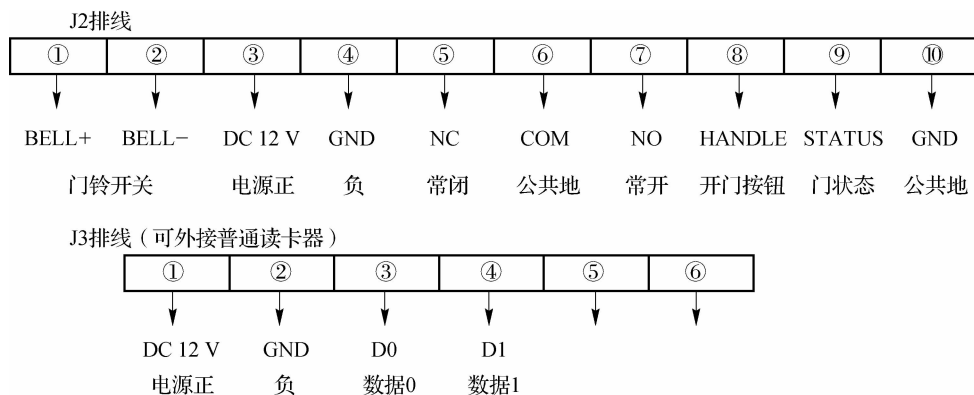 J2排线
① ② ③ ④ ⑤ ⑥ ⑦ ⑧ ⑨ ⑩
BELL+ BELL− DC 12 V GND NC COM NO HANDLE STATUS GND
门铃开关 电源正 负 常闭 公共地 常开 开门按钮 门状态 公共地
J3排线（可外接普通读卡器）
① ② ③ ④ ⑤ ⑥
DC 12 V GND D0 D1
电源正 负 数据0 数据1